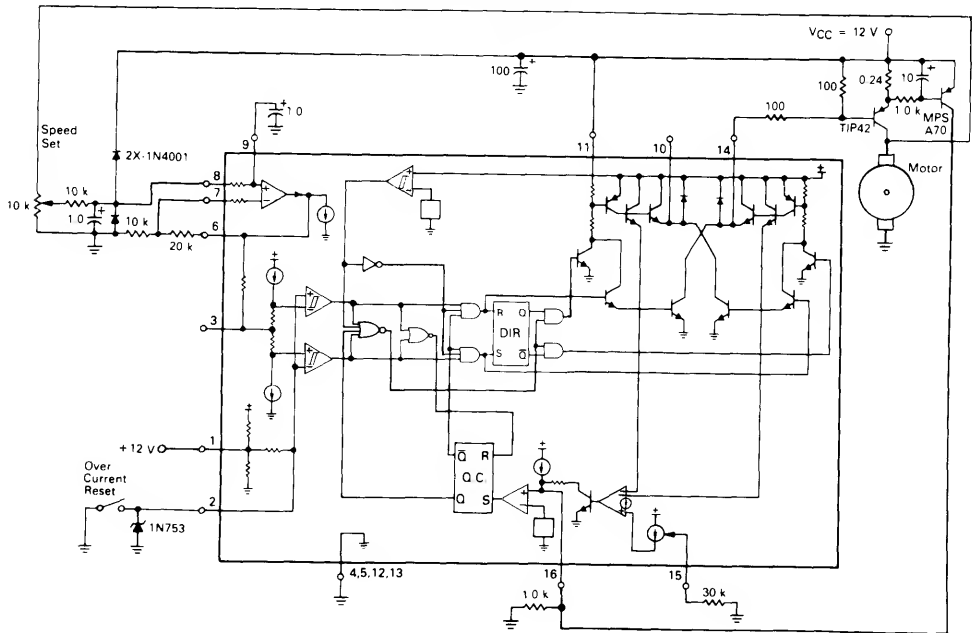 VCC = 12 V
100
+
100
0.24
10
+
+
1.0
100
1.0 k
TIP42
MPS
A70
Speed
Set
2X-1N4001
9
11
10
14
Motor
10 k
10 k
1.0
+
8
7
10 k
20 k
6
3
R
Q
DIR
S
Q
+12 V
1
Over
Current
Reset
2
1N753
Q
R
O.C.
Q
S
4,5,12,13
16
15
1.0 k
30 k